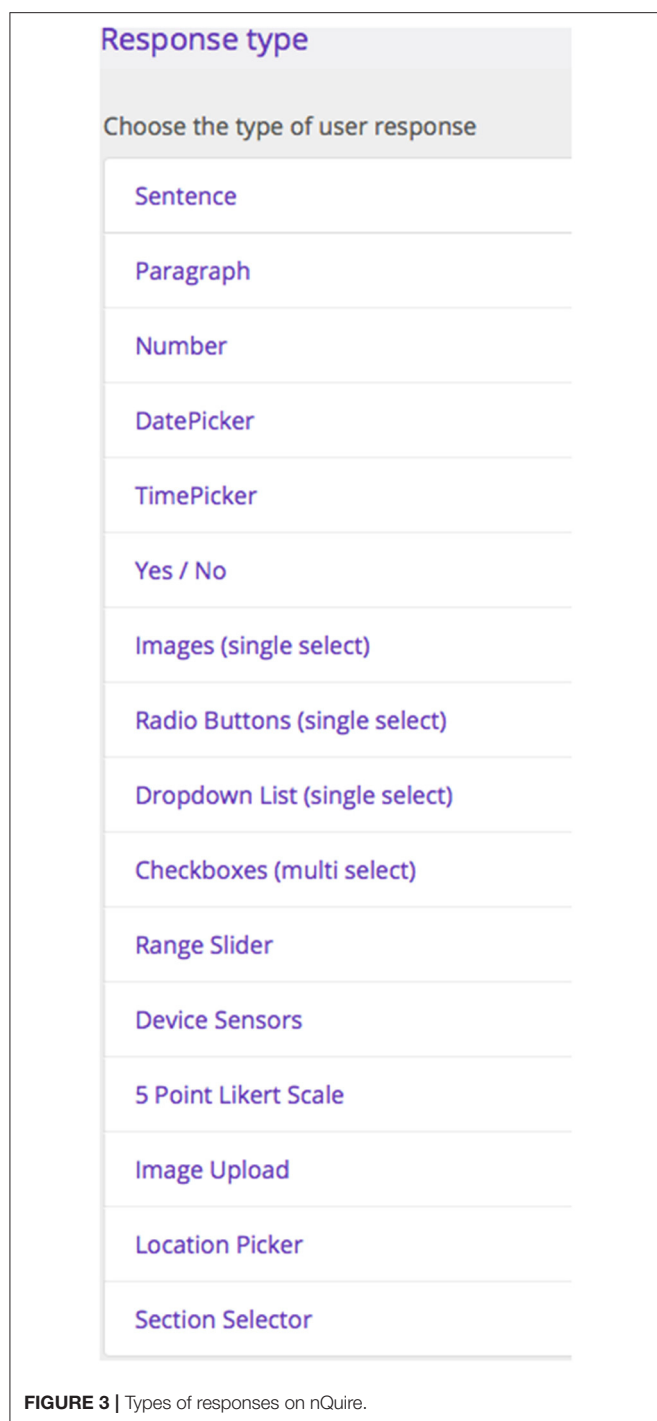 Response type
Choose the type of user response
Sentence
Paragraph
Number
DatePicker
TimePicker
Yes / No
Images (single select)
Radio Buttons (single select)
Dropdown List (single select)
Checkboxes (multi select)
Range Slider
Device Sensors
5 Point Likert Scale
Image Upload
Location Picker
Section Selector
FIGURE 3 | Types of responses on nQuire.